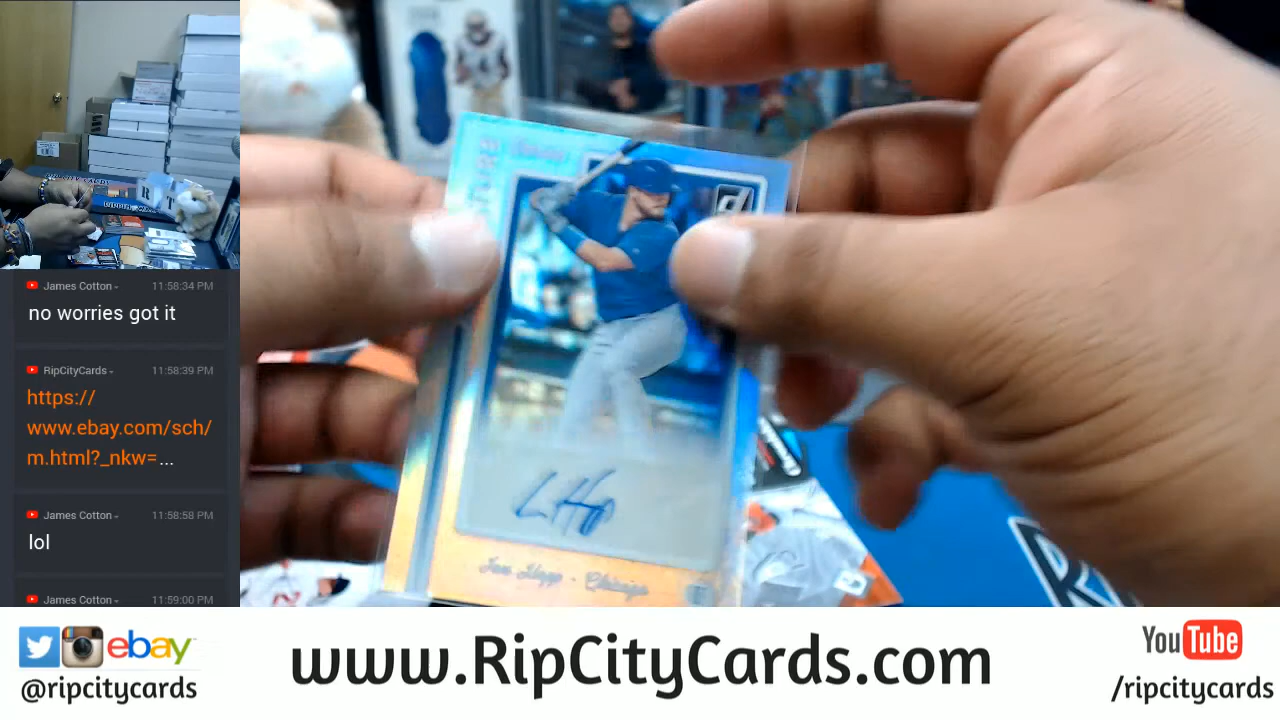 James Cotton
11:58:34 PM
no worries got it
RipCityCards
11:58:39 PM
https://
www.ebay.com/sch/
m.html?_nkw=...
James Cotton
11:58:58 PM
lol
James Cotton
11:59:00 PM
ebay
@ripcitycards
www.RipCityCards.com
YouTube
/ripcitycards